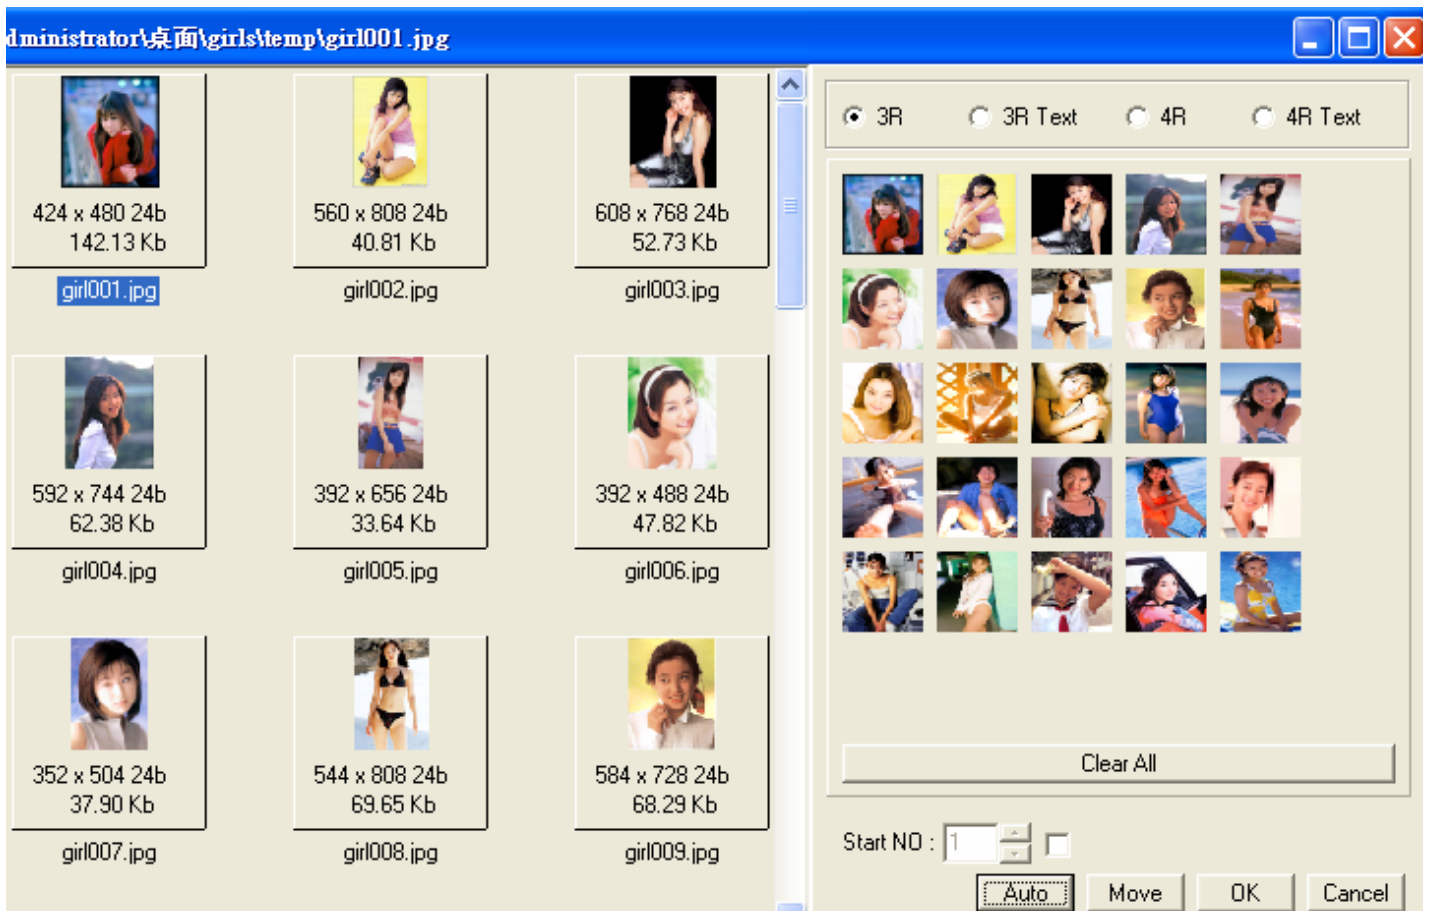 dministrator\桌面\girls\temp\girl001.jpg
424 x 480 24b
142.13 Kb
girl001.jpg
560 x 808 24b
40.81 Kb
girl002.jpg
608 x 768 24b
52.73 Kb
girl003.jpg
592 x 744 24b
62.38 Kb
girl004.jpg
392 x 656 24b
33.64 Kb
girl005.jpg
392 x 488 24b
47.82 Kb
girl006.jpg
352 x 504 24b
37.90 Kb
girl007.jpg
544 x 808 24b
69.65 Kb
girl008.jpg
584 x 728 24b
68.29 Kb
girl009.jpg
3R 3R Text 4R 4R Text
Clear All
Start NO : 1
Auto Move OK Cancel